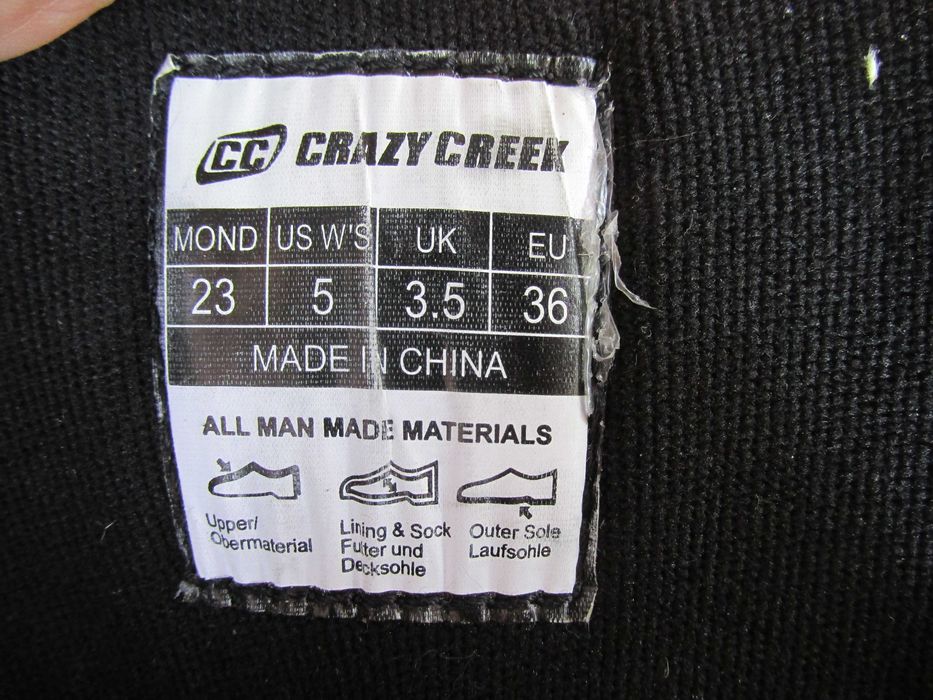 CC CRAZY CREEK
MOND US W'S UK EU
23 5 3.5 36
MADE IN CHINA
ALL MAN MADE MATERIALS
Upper/
Obermaterial
Lining & Sock
Futter und
Decksohle
Outer Sole
Laufsohle